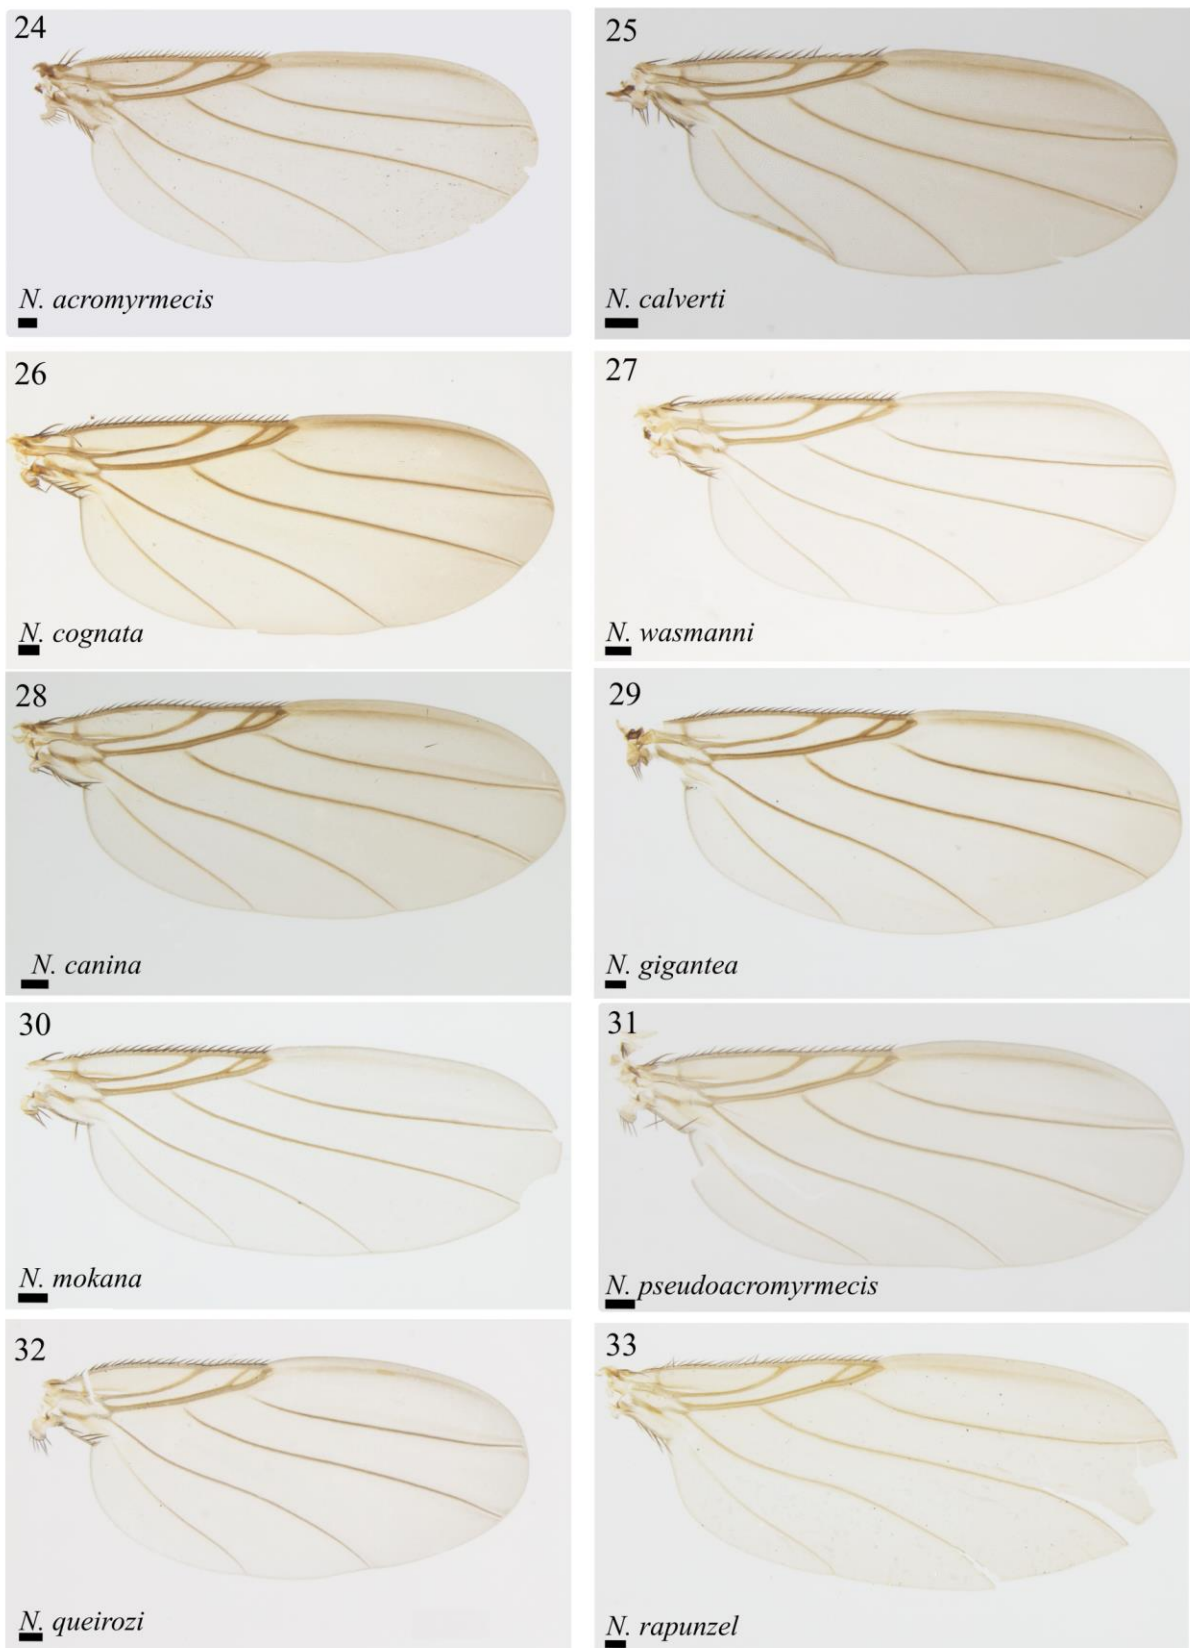 24
N. acromyrmecis
25
N. calverti
26
N. cognata
27
N. wasmanni
28
N. canina
29
N. gigantea
30
N. mokana
31
N. pseudoacromyrmecis
32
N. queirozi
33
N. rapunzel